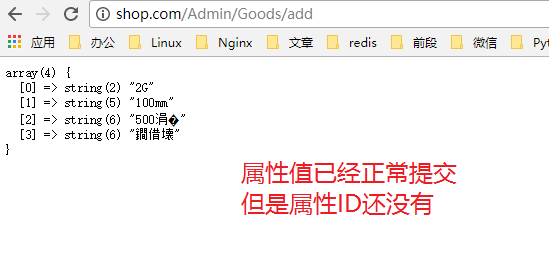 shop.com/Admin/Goods/add
应用 办公 Linux Nginx 文章 redis 前段 微信 Pyt
array(4) {
[0] => string(2) "2G"
[1] => string(5) "100mm"
[2] => string(6) "500涓�"
[3] => string(6) "鐗借壊"
}
属性值已经正常提交
但是属性ID还没有